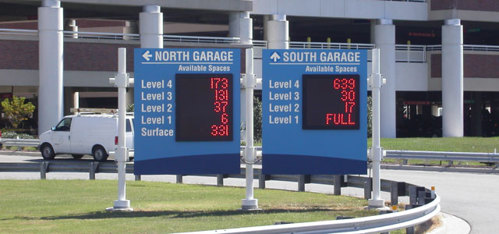 ← NORTH GARAGE
Available Spaces
Level 4 173
Level 3 131
Level 2 37
Level 1 6
Surface 331
↑ SOUTH GARAGE
Available Spaces
Level 4 639
Level 3 30
Level 2 17
Level 1 FULL